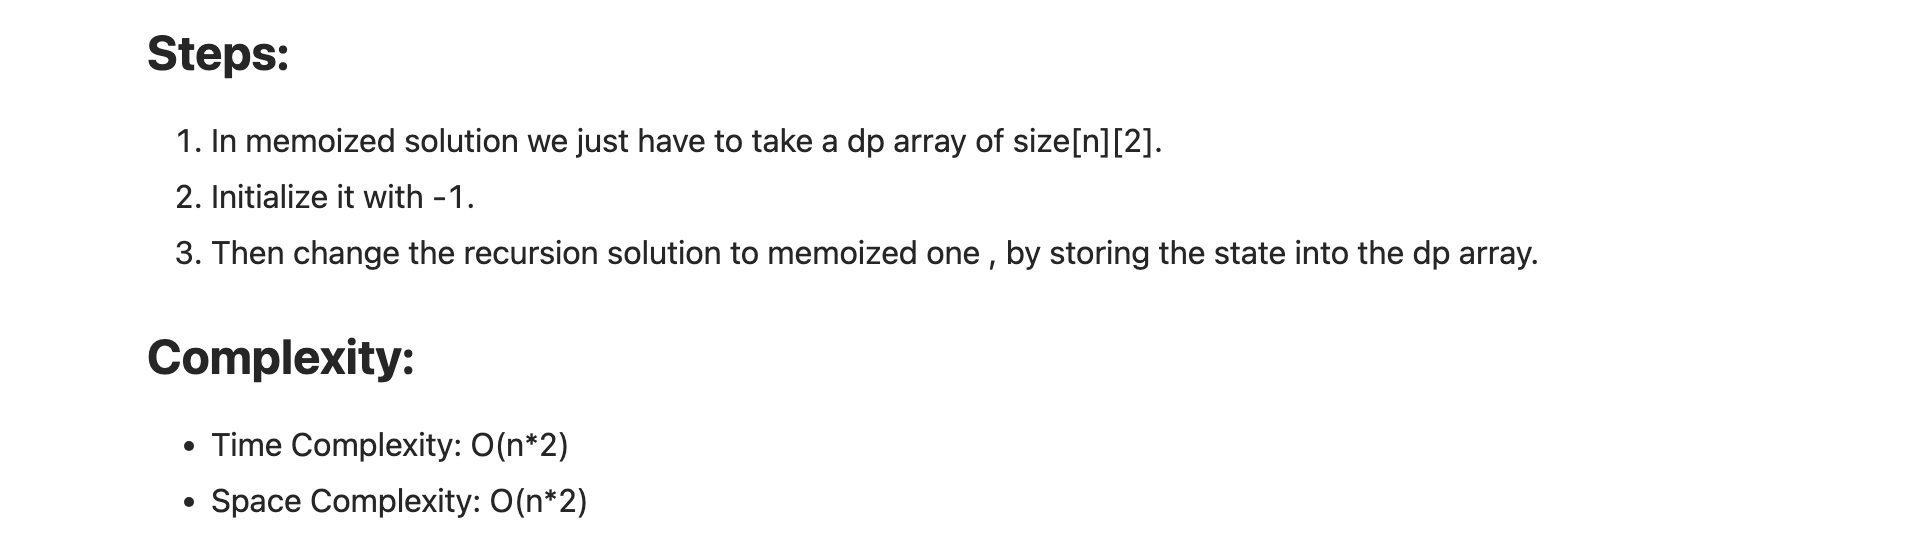 Steps:
1. In memoized solution we just have to take a dp array of size[n][2].
2. Initialize it with -1.
3. Then change the recursion solution to memoized one , by storing the state into the dp array.
Complexity:
• Time Complexity: O(n*2)
• Space Complexity: O(n*2)